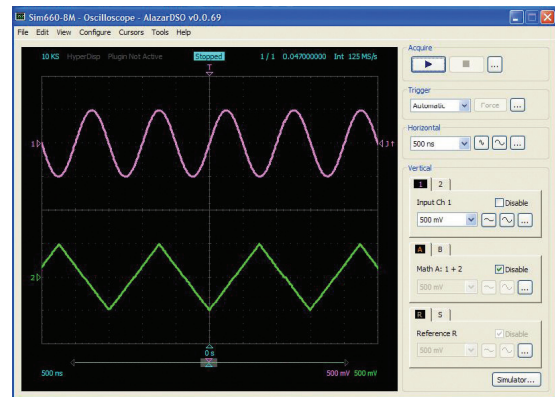 Sim660-8M - Oscilloscope - AlazarDSO v0.0.69
File Edit View Configure Cursors Tools Help
10 KS HyperDisp Plugin Not Active Stopped 1 / 1 0.047000000 Int 125 MS/s
T
1
1
2
0 s
500 ns 500 mV 500 mV
Acquire
...
Trigger
Automatic Force ...
Horizontal
500 ns ...
Vertical
1 2
Input Ch 1 Disable
500 mV ...
A B
Math A: 1 + 2 Disable
500 mV ...
R S
Reference R Disable
500 mV ...
Simulator...